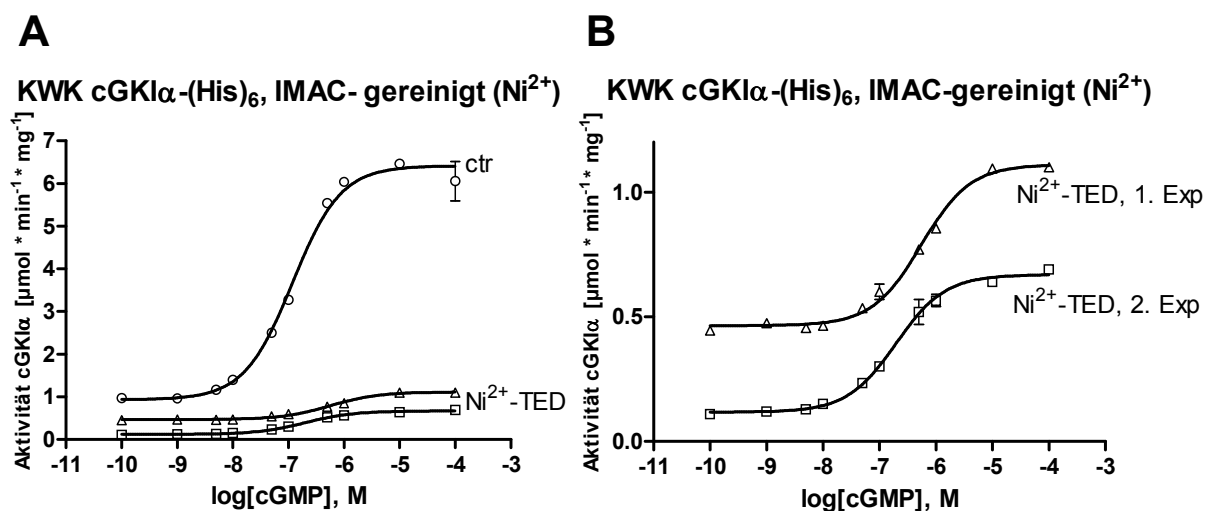 A
KWK cGKIα-(His)₆, IMAC- gereinigt (Ni²⁺)
Aktivität cGKIα [µmol * min⁻¹ * mg⁻¹]
7
6
5
4
3
2
1
0
ctr
Ni²⁺-TED
-11 -10 -9 -8 -7 -6 -5 -4 -3
log[cGMP], M
B
KWK cGKIα-(His)₆, IMAC-gereinigt (Ni²⁺)
Aktivität cGKIα [µmol * min⁻¹ * mg⁻¹]
1.0
0.5
0.0
Ni²⁺-TED, 1. Exp
Ni²⁺-TED, 2. Exp
-11 -10 -9 -8 -7 -6 -5 -4 -3
log[cGMP], M